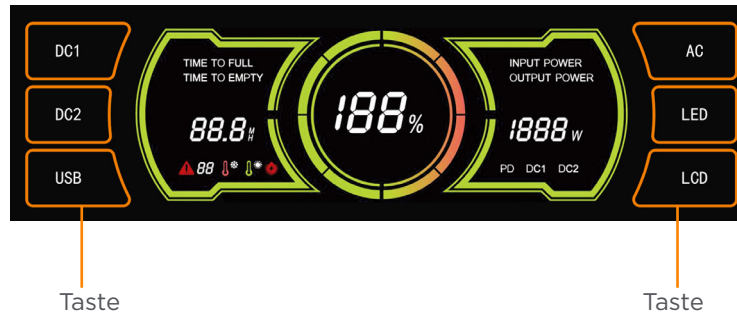 DC1
DC2
USB
TIME TO FULL
TIME TO EMPTY
88.8 M H
88
188%
INPUT POWER
OUTPUT POWER
1888 W
PD DC1 DC2
AC
LED
LCD
Taste
Taste